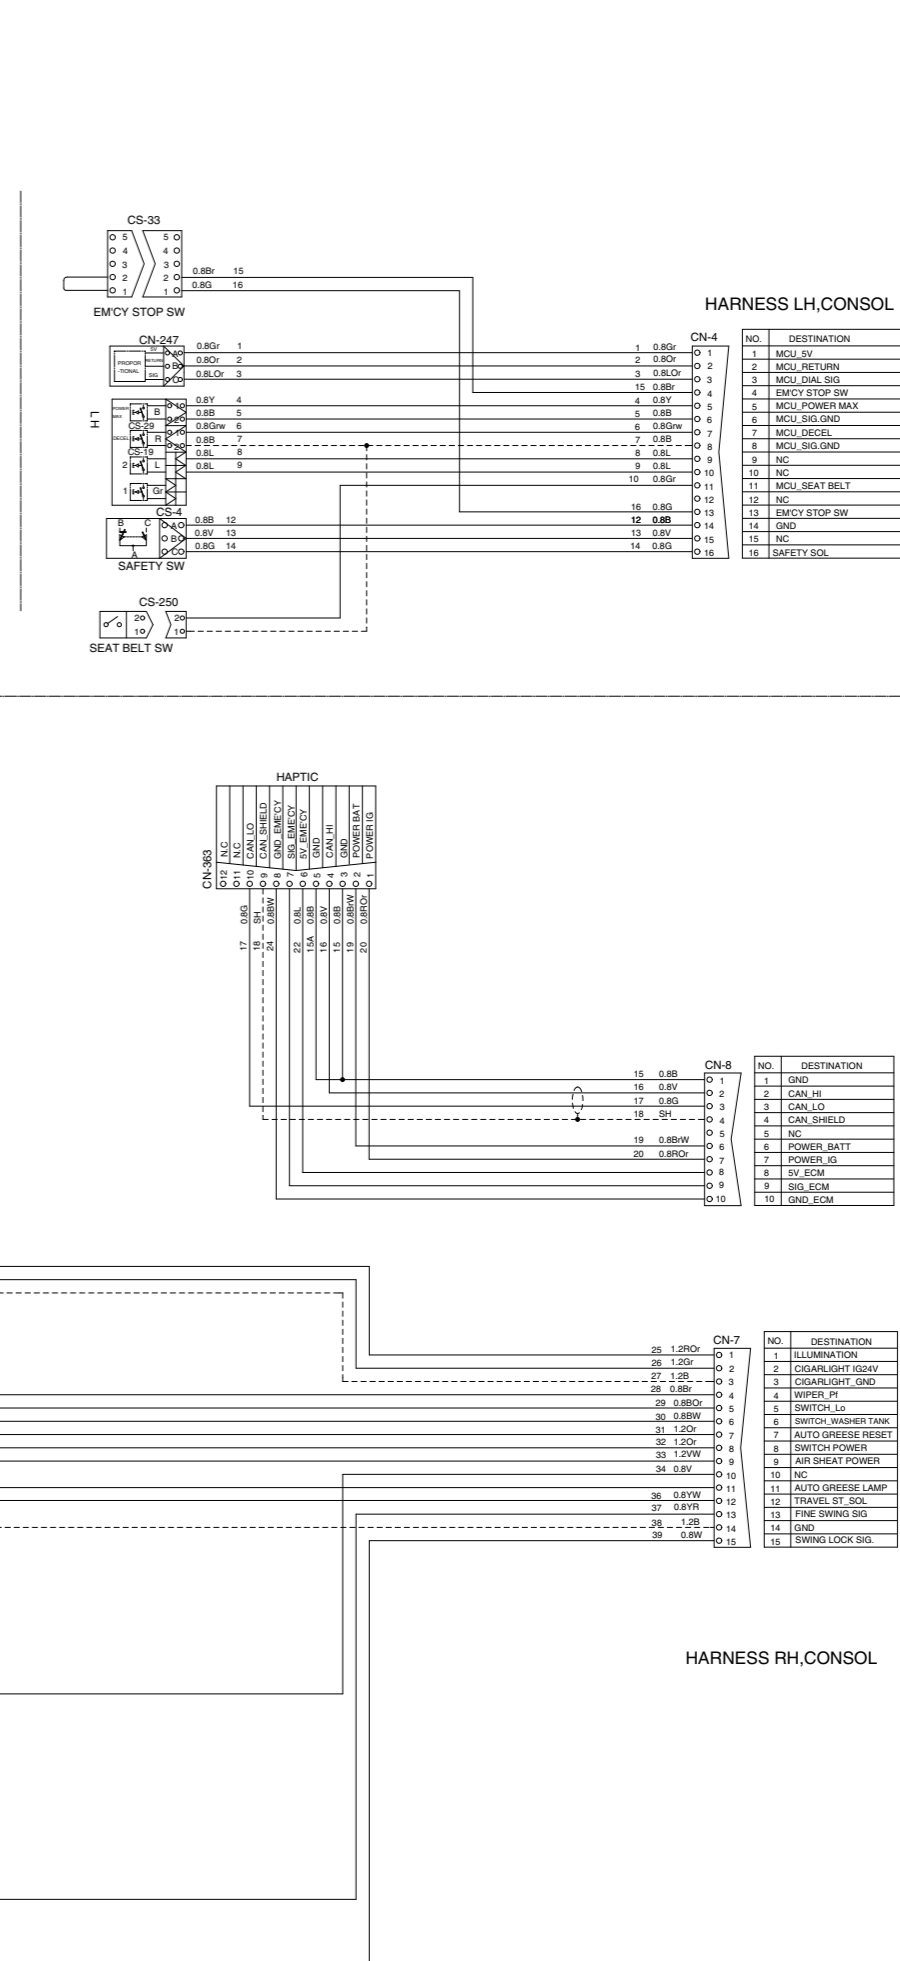 CS-33
5 5
4 4
3 3
2 2 0.8Br 15
1 1 0.8G 16
EM'CY STOP SW
HARNESS LH,CONSOL
CN-247
PROPOR
-TIONAL
5V A 0.8Gr 1
RETURN B 0.8Or 2
SIG C 0.8LOr 3
LH
POWER
MAX
B 1 0.8Y 4
2 0.8B 5
CS-29
DECEL R 1 0.8Grw 6
2 0.8B 7
CS-19
2 L 0.8L 8
0.8L 9
1 Gr
CS-4
B C A 0.8B 12
B 0.8V 13
A C 0.8G 14
SAFETY SW
CS-250
2 2
1 1
SEAT BELT SW
CN-4
1 0.8Gr 1
2 0.8Or 2
3 0.8LOr 3
15 0.8Br 4
4 0.8Y 5
5 0.8B 6
6 0.8Grw 7
7 0.8B 8
8 0.8L 9
9 0.8L 10
10 0.8Gr 11
12
16 0.8G 13
12 0.8B 14
13 0.8V 15
14 0.8G 16
NO. DESTINATION
1 MCU_5V
2 MCU_RETURN
3 MCU_DIAL SIG
4 EM'CY STOP SW
5 MCU_POWER MAX
6 MCU_SIG.GND
7 MCU_DECEL
8 MCU_SIG.GND
9 NC
10 NC
11 MCU_SEAT BELT
12 NC
13 EM'CY STOP SW
14 GND
15 NC
16 SAFETY SOL
HAPTIC
CN-363
12 N.C
11 N.C
10 CAN_LO 0.8G 17
9 CAN_SHIELD SH 18
8 GND_EME'CY 0.8BW 24
7 SIG_EME'CY
6 5V_EME'CY 0.8L 22
5 GND 0.8B 15A
4 CAN_HI 0.8V 16
3 GND 0.8B 15
2 POWER BAT 0.8BrW 19
1 POWER IG 0.8ROr 20
CN-8
15 0.8B 1
16 0.8V 2
17 0.8G 3
18 SH 4
5
19 0.8BrW 6
20 0.8ROr 7
8
9
10
NO. DESTINATION
1 GND
2 CAN_HI
3 CAN_LO
4 CAN_SHIELD
5 NC
6 POWER_BATT
7 POWER_IG
8 5V_ECM
9 SIG_ECM
10 GND_ECM
CN-7
25 1.2ROr 1
26 1.2Gr 2
27 1.2B 3
28 0.8Br 4
29 0.8BOr 5
30 0.8BW 6
31 1.2Or 7
32 1.2Or 8
33 1.2VW 9
34 0.8V 10
11
36 0.8YW 12
37 0.8YR 13
38 1.2B 14
39 0.8W 15
NO. DESTINATION
1 ILLUMINATION
2 CIGARLIGHT IG24V
3 CIGARLIGHT_GND
4 WIPER_Pf
5 SWITCH_Lo
6 SWITCH_WASHER TANK
7 AUTO GREESE RESET
8 SWITCH POWER
9 AIR SHEAT POWER
10 NC
11 AUTO GREESE LAMP
12 TRAVEL ST_SOL
13 FINE SWING SIG
14 GND
15 SWING LOCK SIG.
HARNESS RH,CONSOL